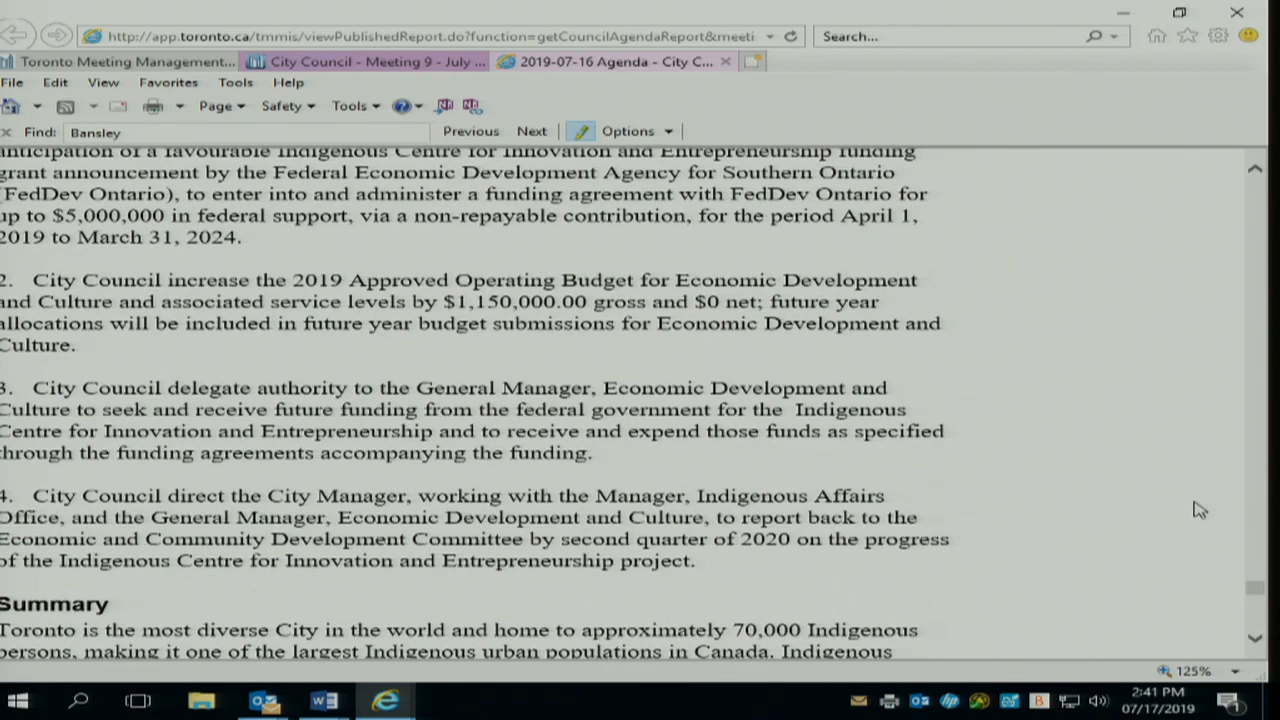 http://app.toronto.ca/tmmis/viewPublishedReport.do?function=getCouncilAgendaReport&meeti
Search...
Toronto Meeting Management...
City Council - Meeting 9 - July ...
2019-07-16 Agenda - City C...
File Edit View Favorites Tools Help
Page Safety Tools
Find: Bansley Previous Next Options
anticipation of a favourable Indigenous Centre for Innovation and Entrepreneurship funding
grant announcement by the Federal Economic Development Agency for Southern Ontario
(FedDev Ontario), to enter into and administer a funding agreement with FedDev Ontario for
up to $5,000,000 in federal support, via a non-repayable contribution, for the period April 1,
2019 to March 31, 2024.
2. City Council increase the 2019 Approved Operating Budget for Economic Development
and Culture and associated service levels by $1,150,000.00 gross and $0 net; future year
allocations will be included in future year budget submissions for Economic Development and
Culture.
3. City Council delegate authority to the General Manager, Economic Development and
Culture to seek and receive future funding from the federal government for the Indigenous
Centre for Innovation and Entrepreneurship and to receive and expend those funds as specified
through the funding agreements accompanying the funding.
4. City Council direct the City Manager, working with the Manager, Indigenous Affairs
Office, and the General Manager, Economic Development and Culture, to report back to the
Economic and Community Development Committee by second quarter of 2020 on the progress
of the Indigenous Centre for Innovation and Entrepreneurship project.
Summary
Toronto is the most diverse City in the world and home to approximately 70,000 Indigenous
persons, making it one of the largest Indigenous urban populations in Canada. Indigenous
125%
2:41 PM
07/17/2019